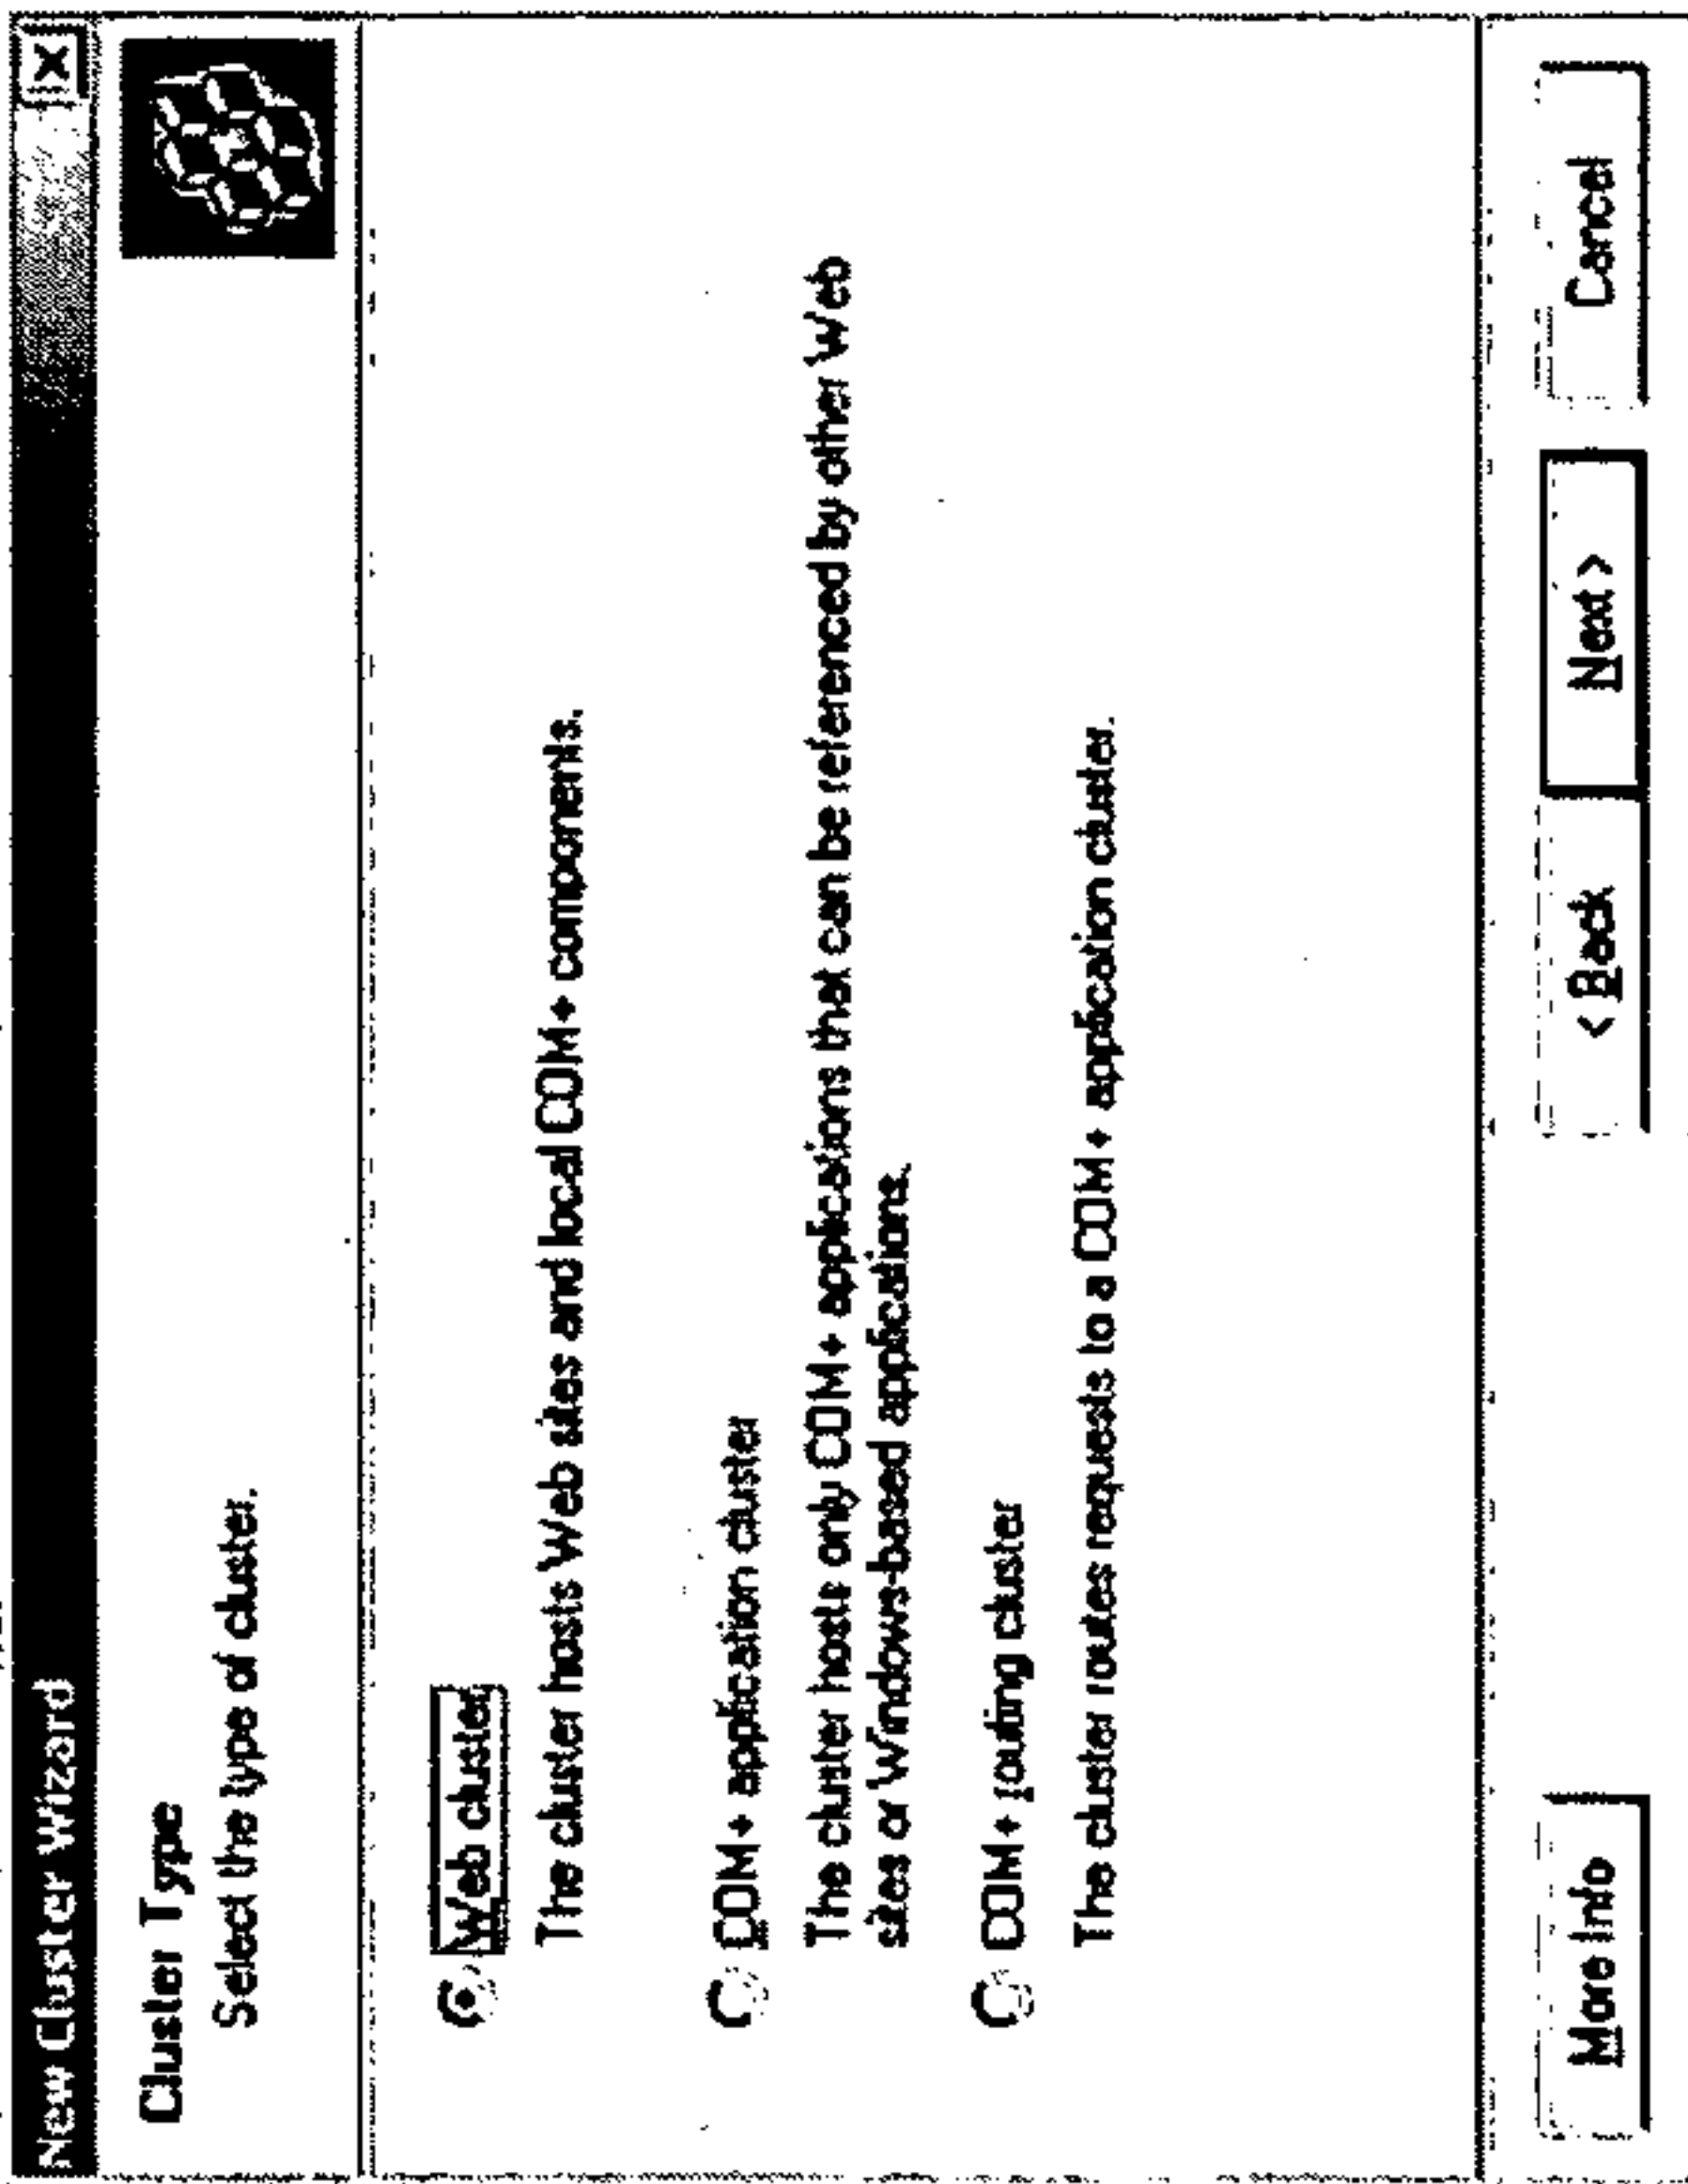 New Cluster Wizard
Cluster Type
Select the type of cluster.
Web cluster
The cluster hosts Web sites and local COM+ components.
COM+ application cluster
The cluster hosts only COM+ applications that can be referenced by other Web
sites or Windows-based applications.
COM+ routing cluster
The cluster routes requests to a COM+ application cluster.
More Info
< Back
Next >
Cancel